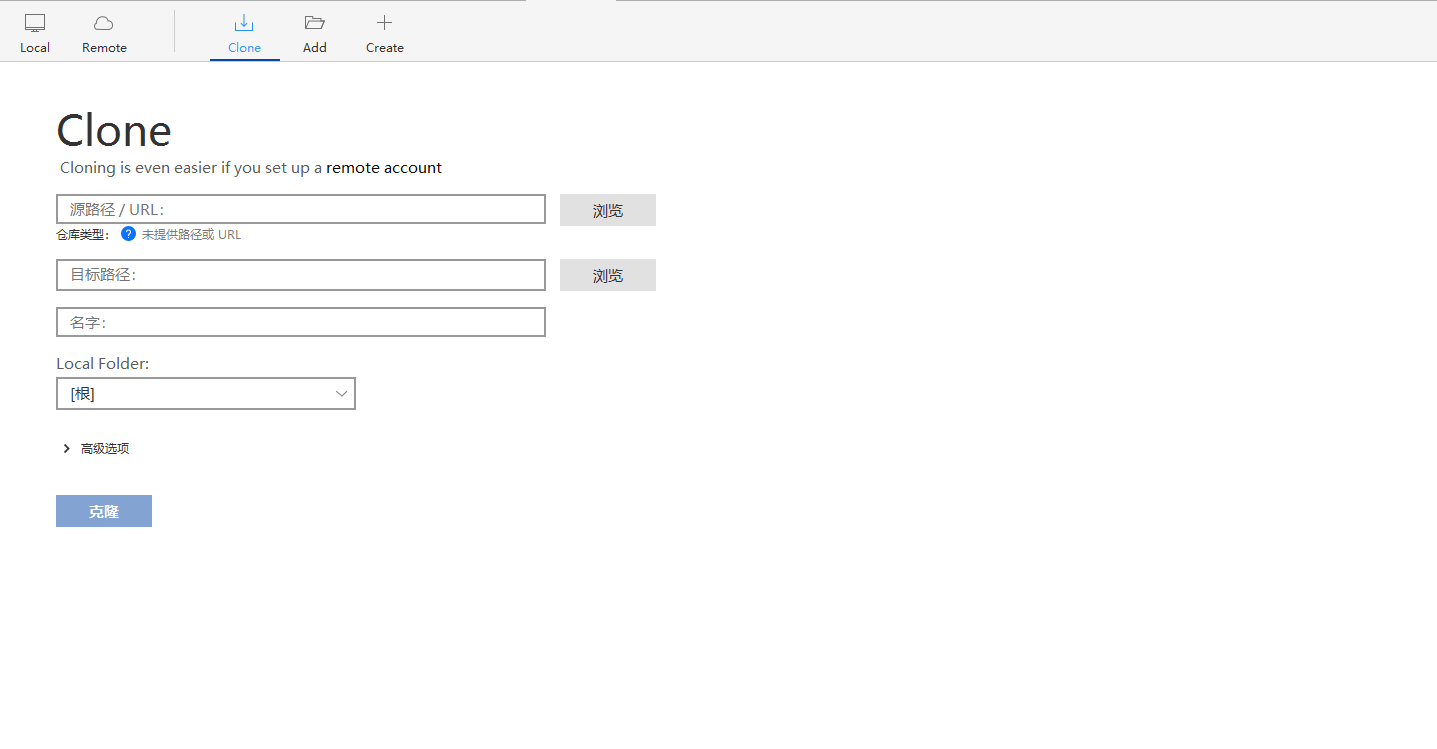 Local Remote Clone Add Create
Clone
Cloning is even easier if you set up a remote account
源路径 / URL: 浏览
仓库类型: ? 未提供路径或 URL
目标路径: 浏览
名字:
Local Folder:
[根]
高级选项
克隆